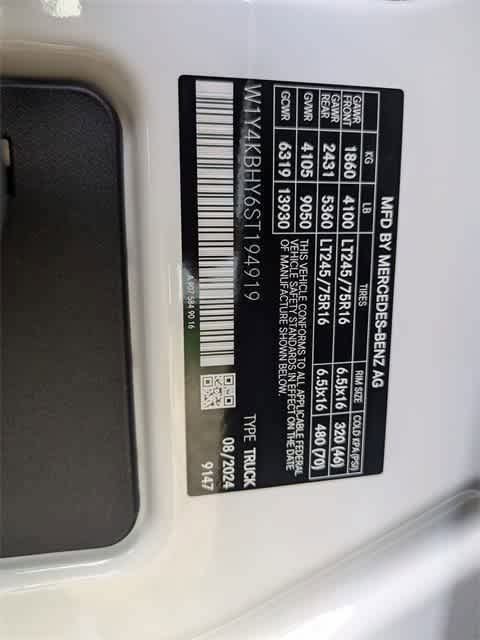 MFD BY MERCEDES-BENZ AG
KG LB TIRES RIM SIZE COLD KPA (PSI)
GAWR FRONT 1860 4100 LT245/75R16 6.5Jx16 320 (46)
GAWR REAR 2431 5360 LT245/75R16 6.5Jx16 480 (70)
GVWR 4105 9050
GCWR 6319 13930
THIS VEHICLE CONFORMS TO ALL APPLICABLE FEDERAL
VEHICLE SAFETY STANDARDS IN EFFECT ON THE DATE
OF MANUFACTURE SHOWN BELOW.
W1Y4KBHY6ST194919
TYPE TRUCK
08/2024
9147
A 907 584 90 16